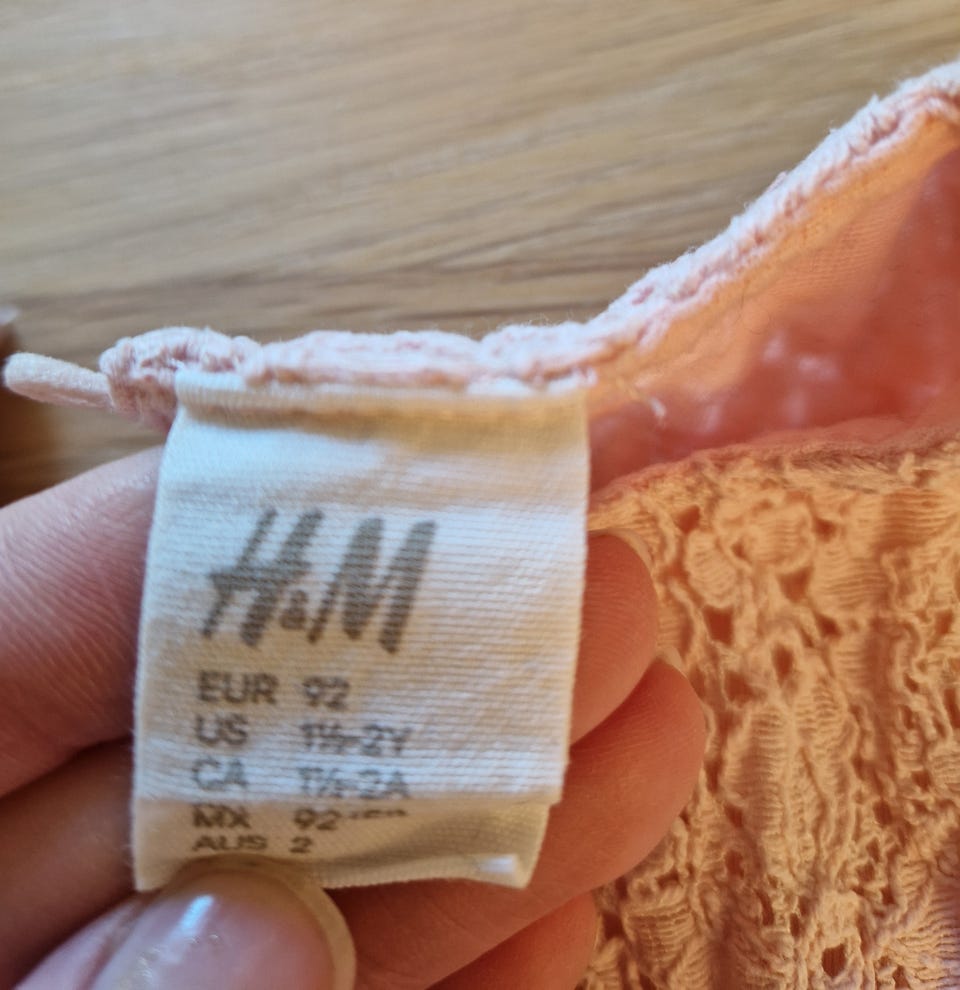 H&M
EUR 92
US 1½-2Y
CA 1½-2A
MX 92
AUS 2